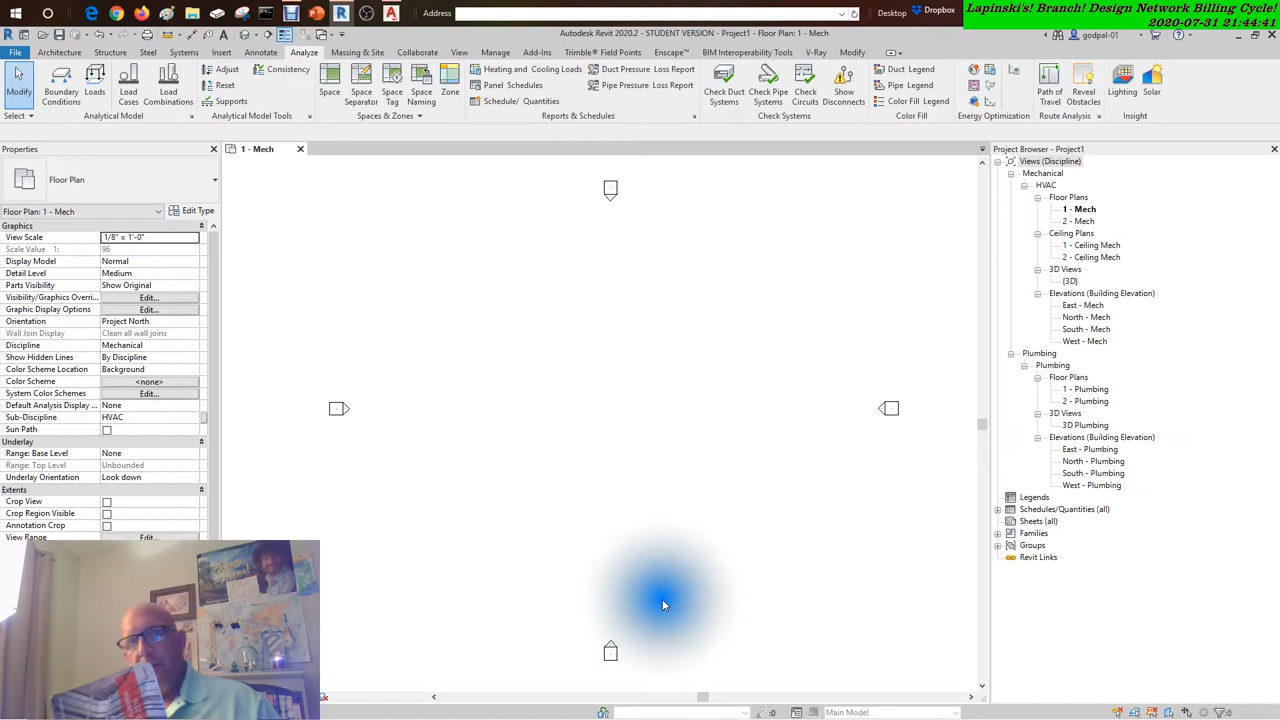 Address
Desktop
Dropbox
Lapinski's! Branch! Design Network Billing Cycle!
2020-07-31 21:44:41
Autodesk Revit 2020.2 - STUDENT VERSION - Project1 - Floor Plan: 1 - Mech
godpal-01
File Architecture Structure Steel Systems Insert Annotate Analyze Massing & Site Collaborate View Manage Add-Ins Trimble® Field Points Enscape™ BIM Interoperability Tools V-Ray Modify
Modify
Boundary Conditions
Loads
Load Cases
Load Combinations
Adjust
Reset
Supports
Consistency
Space
Space Separator
Space Tag
Space Naming
Zone
Heating and Cooling Loads
Panel Schedules
Schedule/ Quantities
Duct Pressure Loss Report
Pipe Pressure Loss Report
Check Duct Systems
Check Pipe Systems
Check Circuits
Show Disconnects
Duct Legend
Pipe Legend
Color Fill Legend
Path of Travel
Reveal Obstacles
Lighting
Solar
Select
Analytical Model
Analytical Model Tools
Spaces & Zones
Reports & Schedules
Check Systems
Color Fill
Energy Optimization
Route Analysis
Insight
Properties
1 - Mech
Project Browser - Project1
Floor Plan
Floor Plan: 1 - Mech
Edit Type
Graphics
View Scale 1/8" = 1'-0"
Scale Value 1: 96
Display Model Normal
Detail Level Medium
Parts Visibility Show Original
Visibility/Graphics Overri... Edit...
Graphic Display Options Edit...
Orientation Project North
Wall Join Display Clean all wall joins
Discipline Mechanical
Show Hidden Lines By Discipline
Color Scheme Location Background
Color Scheme <none>
System Color Schemes Edit...
Default Analysis Display ... None
Sub-Discipline HVAC
Sun Path
Underlay
Range: Base Level None
Range: Top Level Unbounded
Underlay Orientation Look down
Extents
Crop View
Crop Region Visible
Annotation Crop
View Range Edit...
Views (Discipline)
Mechanical
HVAC
Floor Plans
1 - Mech
2 - Mech
Ceiling Plans
1 - Ceiling Mech
2 - Ceiling Mech
3D Views
{3D}
Elevations (Building Elevation)
East - Mech
North - Mech
South - Mech
West - Mech
Plumbing
Plumbing
Floor Plans
1 - Plumbing
2 - Plumbing
3D Views
3D Plumbing
Elevations (Building Elevation)
East - Plumbing
North - Plumbing
South - Plumbing
West - Plumbing
Legends
Schedules/Quantities (all)
Sheets (all)
Families
Groups
Revit Links
:0
Main Model
:0